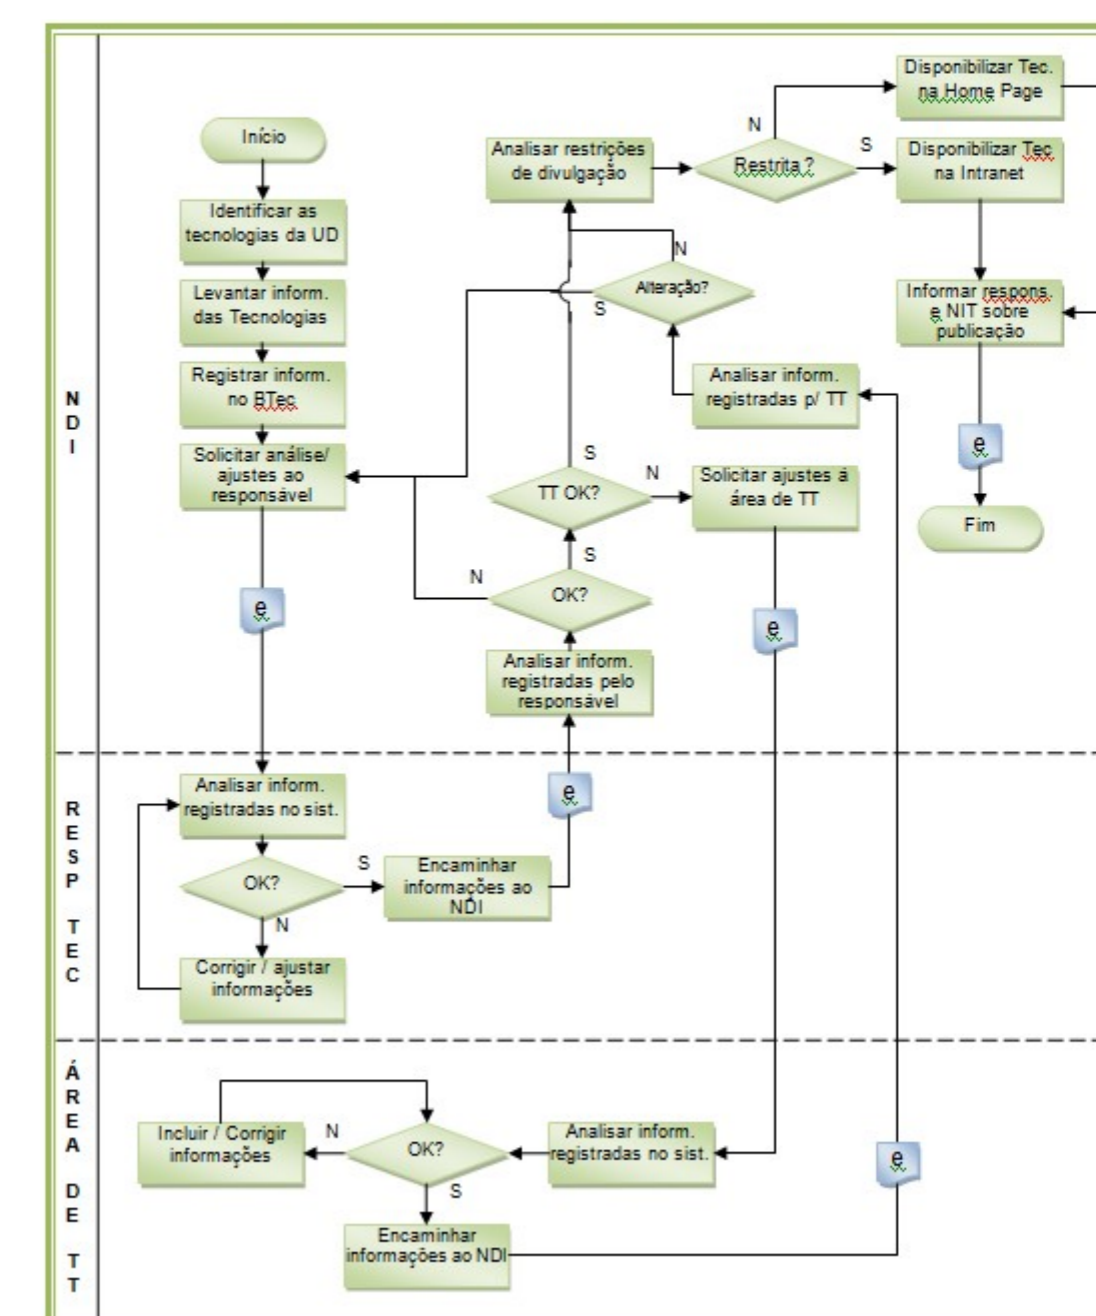 N
D
I
Início
Identificar as
tecnologias da UD
Levantar inform.
das Tecnologias
Registrar inform.
no BTec
Solicitar análise/
ajustes ao
responsável
e
Analisar restrições
de divulgação
Restrita ?
N
S
Disponibilizar Tec.
na Home Page
Disponibilizar Tec
na Intranet
Informar respons.
e NIT sobre
publicação
e
Fim
N
Alteração?
S
Analisar inform.
registradas p/ TT
S
TT OK?
N
Solicitar ajustes á
área de TT
e
S
N
OK?
Analisar inform.
registradas pelo
responsável
e
R
E
S
P
T
E
C
Analisar inform.
registradas no sist.
OK?
S
N
Encaminhar
informações ao
NDI
Corrigir / ajustar
informações
Á
R
E
A
D
E
T
T
Incluir / Corrigir
informações
N
OK?
S
Analisar inform.
registradas no sist.
Encaminhar
informações ao NDI
e